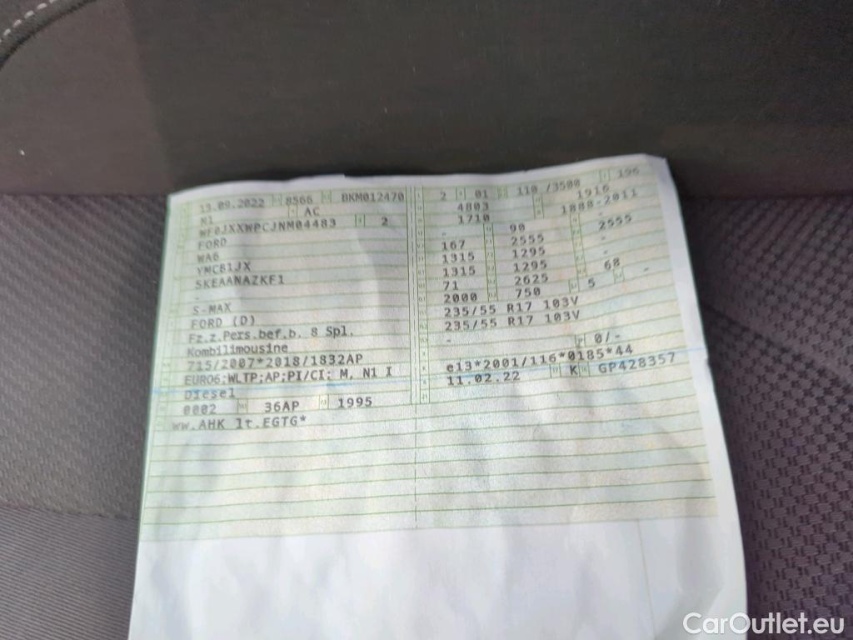 13.09.2022 8566 BKM012470
M1 AC
WF0JXXWPCJNM04483 2
FORD
WA6
YMC61JX
SKEAANAZKF1
-
S-MAX
FORD (D)
Fz.z.Pers.bef.b. 8 Spl.
Kombilimousine
715/2007*2018/1832AP
EURO6;WLTP;AP;PI/CI; M, N1 I
Diesel
0002 36AP 1995
ww.AHK lt.EGTG*
2 01 110 /3500 196
4803 1916
1710 - 1888-2011
90 -
167 2555 2555
1315 1295 -
1315 1295 -
71 2625 68
2000 750 5 -
235/55 R17 103V
235/55 R17 103V
-
0/-
e13*2001/116*0185*44
11.02.22 K GP428357
CarOutlet.eu